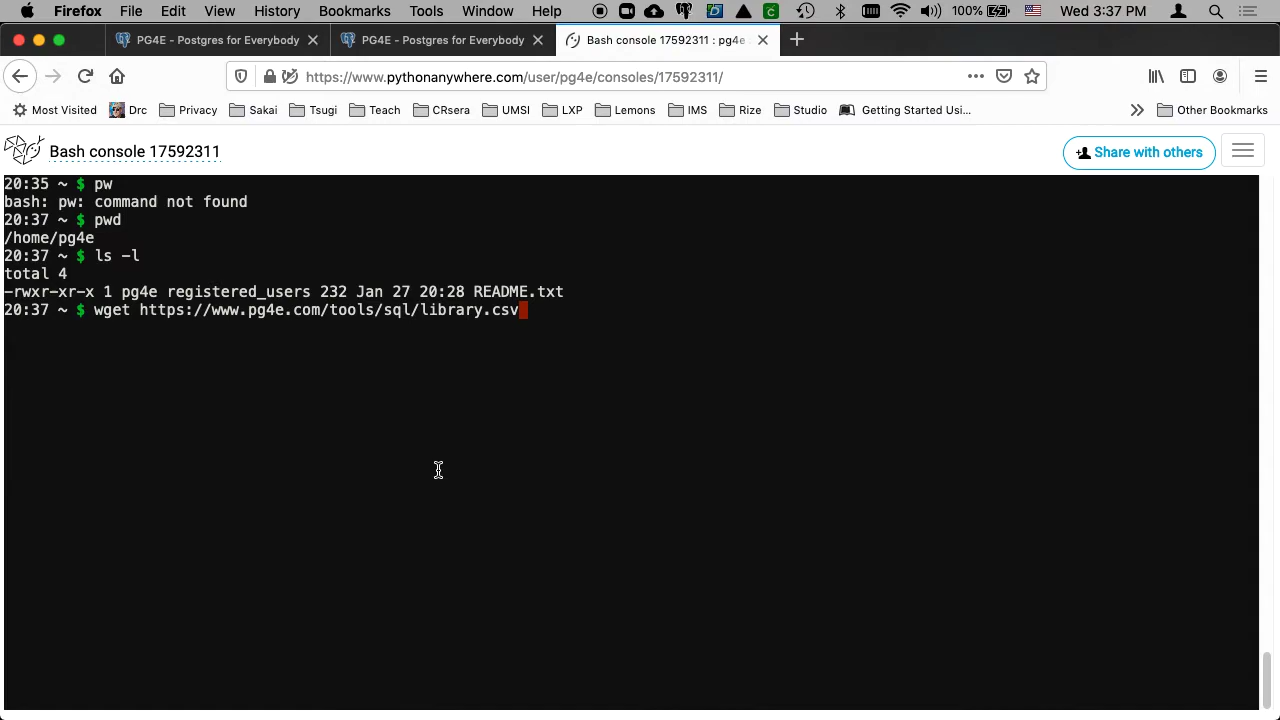 Firefox File Edit View History Bookmarks Tools Window Help 100% Wed 3:37 PM
PG4E - Postgres for Everybody PG4E - Postgres for Everybody Bash console 17592311 : pg4e
https://www.pythonanywhere.com/user/pg4e/consoles/17592311/
Most Visited Drc Privacy Sakai Tsugi Teach CRsera UMSI LXP Lemons IMS Rize Studio Getting Started Usi... Other Bookmarks
Bash console 17592311 Share with others
20:35 ~ $ pw
bash: pw: command not found
20:37 ~ $ pwd
/home/pg4e
20:37 ~ $ ls -l
total 4
-rwxr-xr-x 1 pg4e registered_users 232 Jan 27 20:28 README.txt
20:37 ~ $ wget https://www.pg4e.com/tools/sql/library.csv